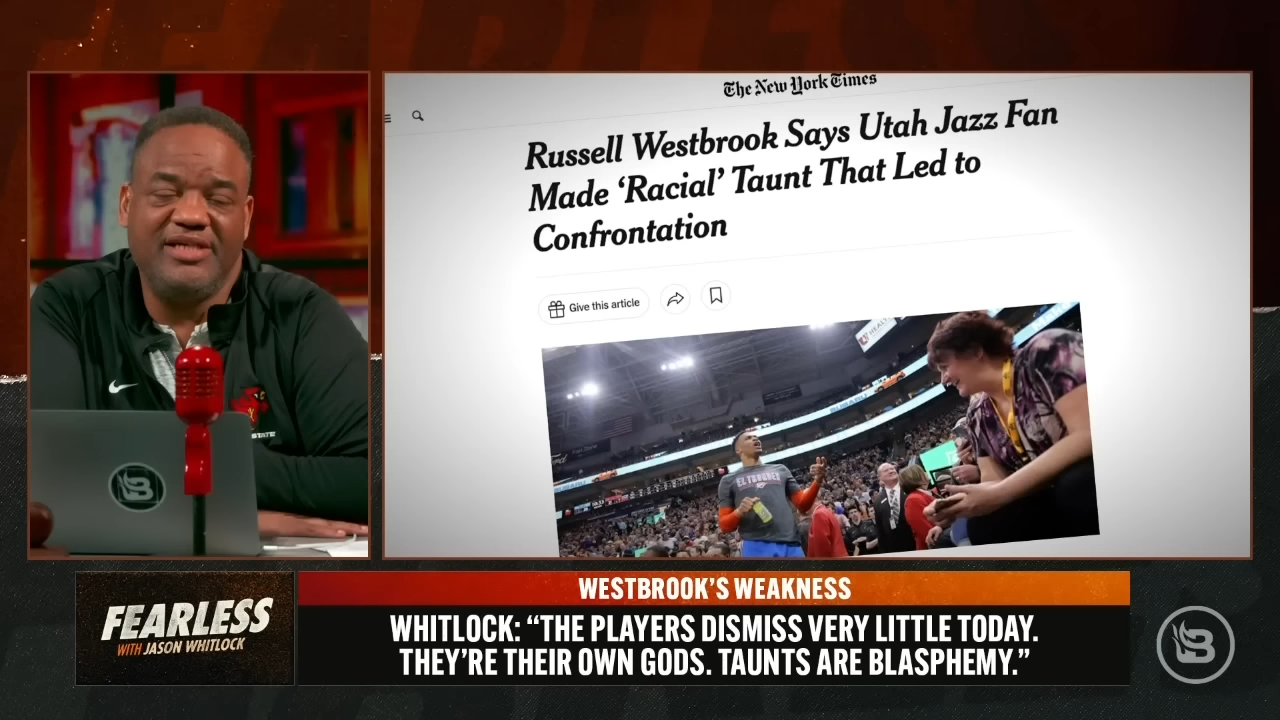 The New York Times
Russell Westbrook Says Utah Jazz Fan
Made ‘Racial’ Taunt That Led to
Confrontation
Give this article
EL THUNDER
STATE
FEARLESS
WITH JASON WHITLOCK
WESTBROOK’S WEAKNESS
WHITLOCK: “THE PLAYERS DISMISS VERY LITTLE TODAY.
THEY’RE THEIR OWN GODS. TAUNTS ARE BLASPHEMY.”